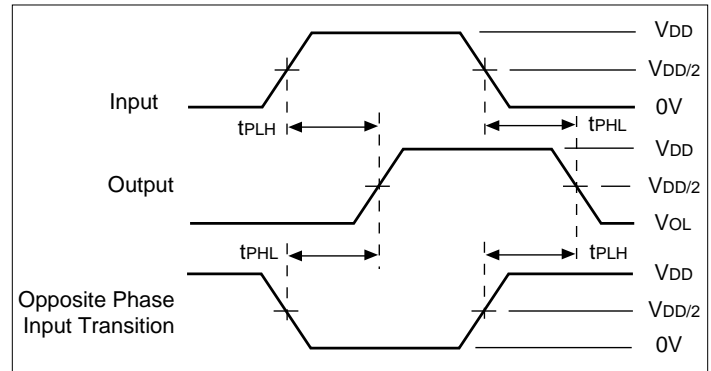 VDD
VDD/2
Input
0V
tPLH
tPHL
VDD
Output
VDD/2
VOL
tPHL
tPLH
VDD
Opposite Phase
Input Transition
VDD/2
0V